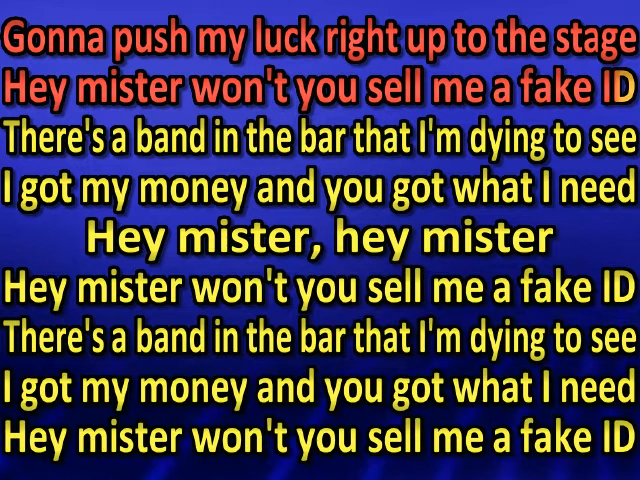 Gonna push my luck right up to the stage
Hey mister won't you sell me a fake ID
There's a band in the bar that I'm dying to see
I got my money and you got what I need
Hey mister, hey mister
Hey mister won't you sell me a fake ID
There's a band in the bar that I'm dying to see
I got my money and you got what I need
Hey mister won't you sell me a fake ID